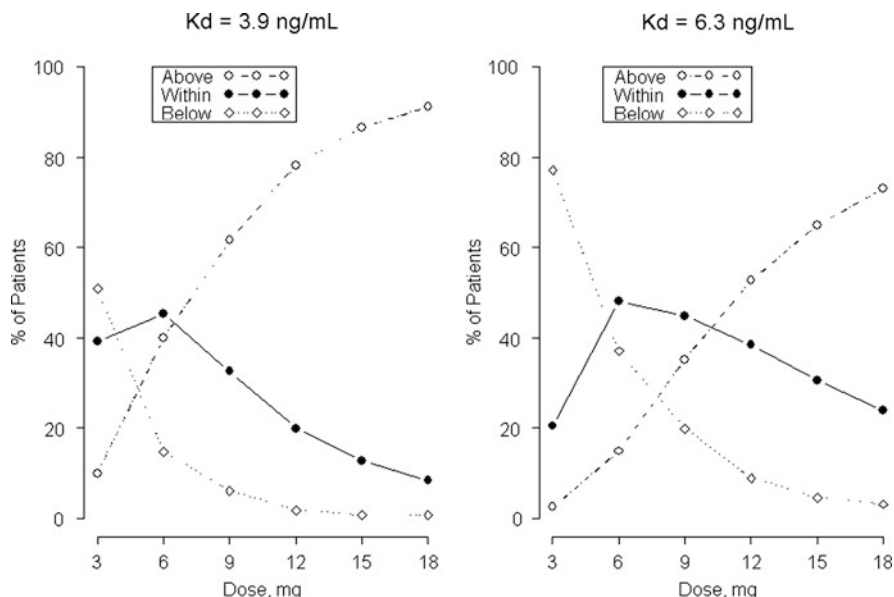 Kd = 3.9 ng/mL
100
80
60
40
20
0
% of Patients
Above
Within
Below
3 6 9 12 15 18
Dose, mg
Kd = 6.3 ng/mL
100
80
60
40
20
0
% of Patients
Above
Within
Below
3 6 9 12 15 18
Dose, mg